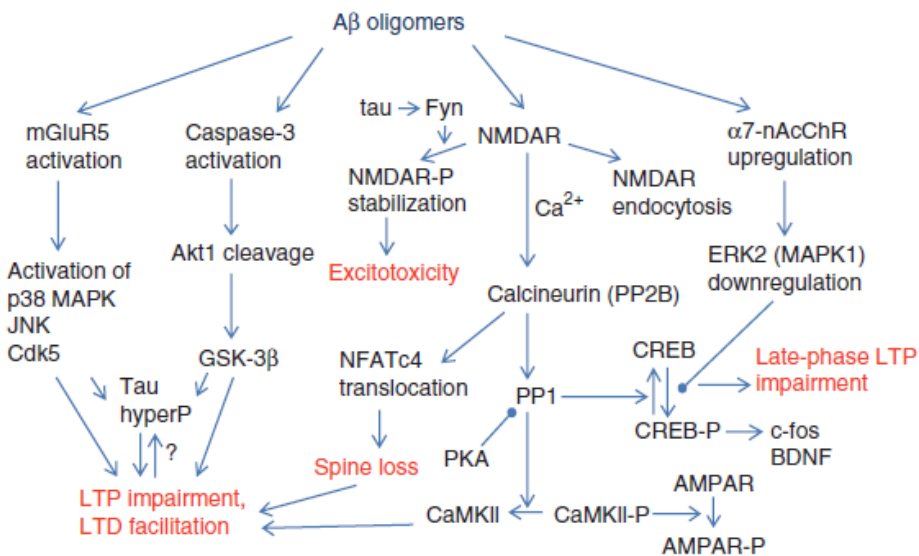 Aβ oligomers
mGluR5
activation
Caspase-3
activation
tau
Fyn
NMDAR
α7-nAcChR
upregulation
NMDAR-P
stabilization
Ca2+
NMDAR
endocytosis
Akt1 cleavage
Excitotoxicity
ERK2 (MAPK1)
downregulation
Activation of
p38 MAPK
JNK
Cdk5
Calcineurin (PP2B)
GSK-3β
NFATc4
translocation
CREB
Late-phase LTP
impairment
Tau
hyperP
?
PP1
CREB-P
c-fos
BDNF
PKA
Spine loss
LTP impairment,
LTD facilitation
CaMKII
CaMKII-P
AMPAR
AMPAR-P